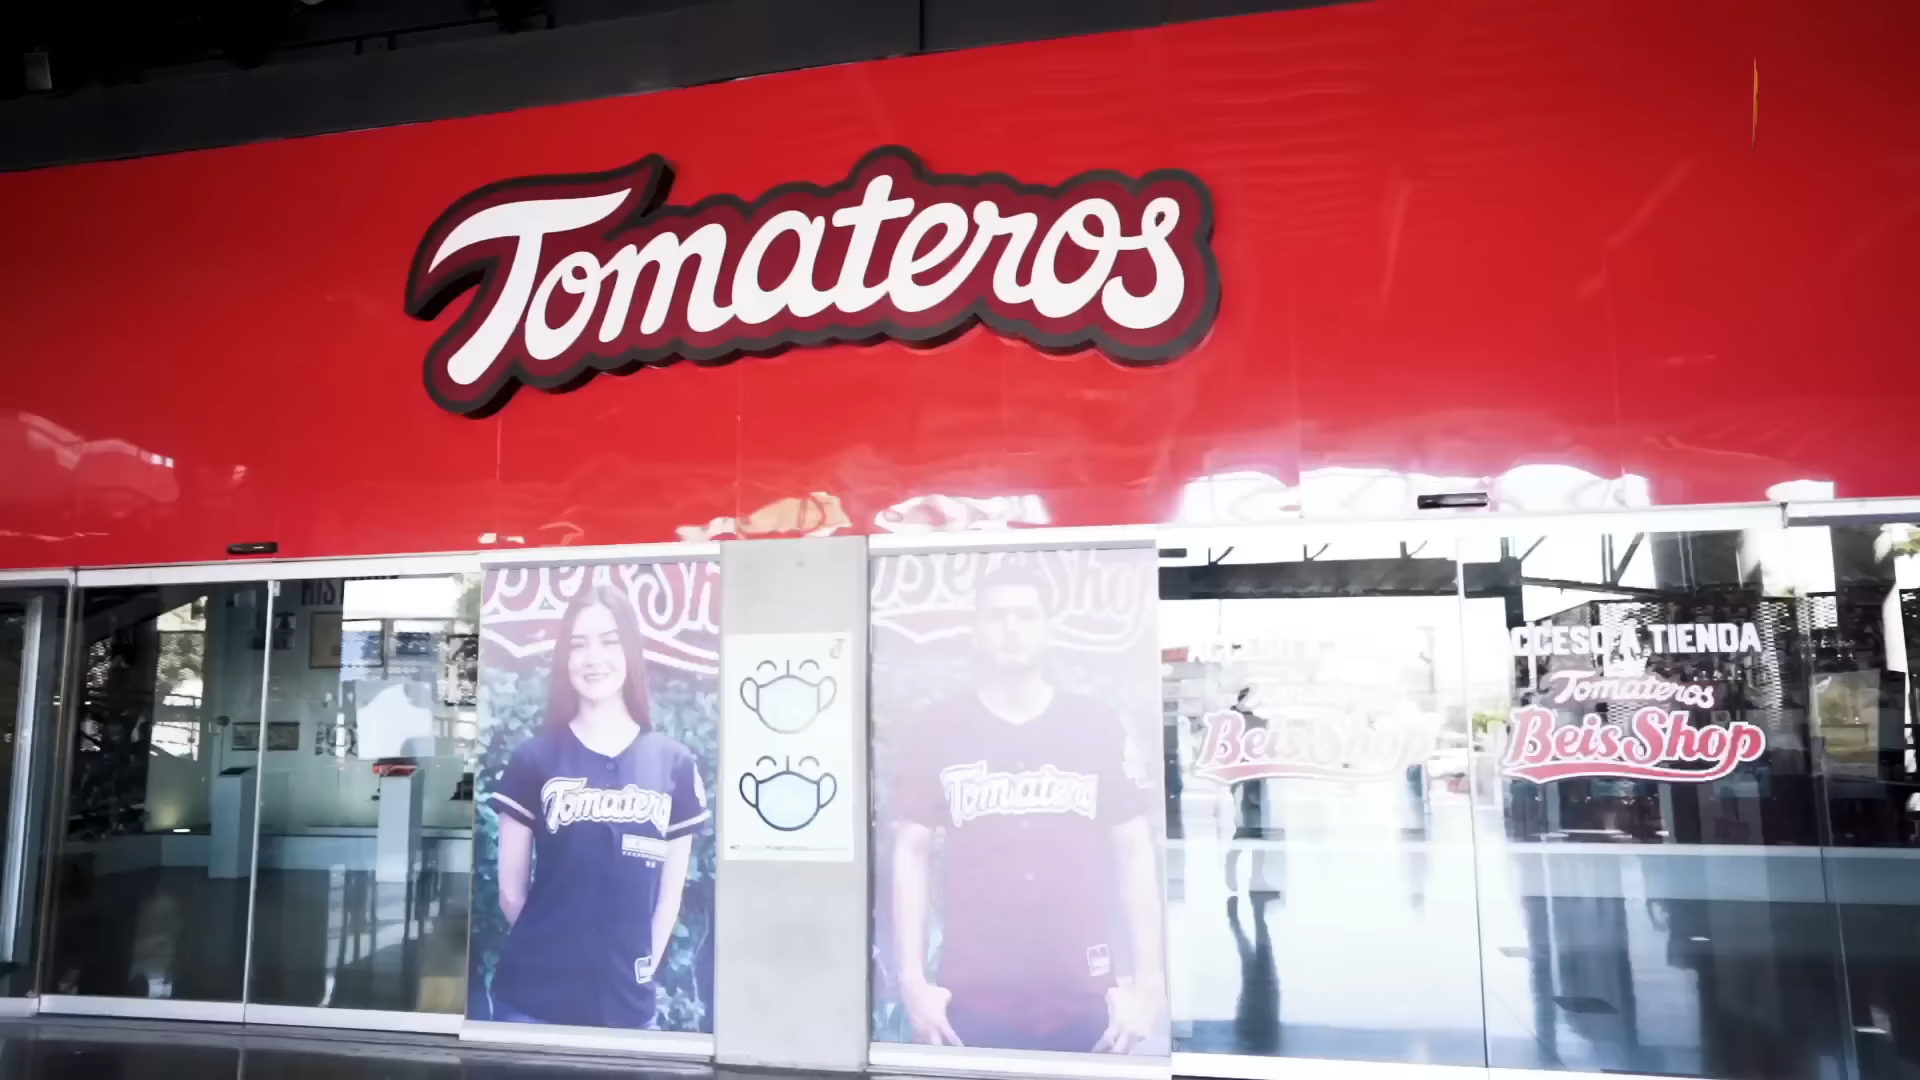 Tomateros
ACCESO A TIENDA
Tomateros
Beis Shop
Beis Shop
Tomateros
Tomateros